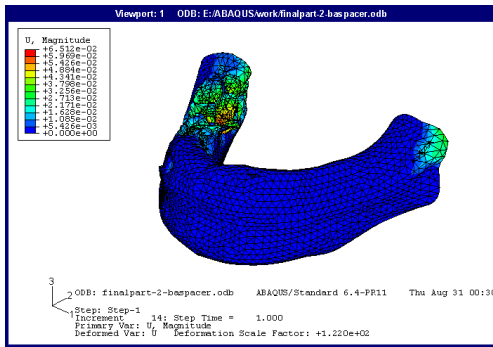 Viewport: 1 ODB: E:/ABAQUS/work/finalpart-2-baspacer.odb
U, Magnitude
+6.512e-02
+5.969e-02
+5.426e-02
+4.884e-02
+4.341e-02
+3.798e-02
+3.256e-02
+2.713e-02
+2.171e-02
+1.628e-02
+1.085e-02
+5.426e-03
+0.000e+00
3
2
1
ODB: finalpart-2-baspacer.odb ABAQUS/Standard 6.4-PR11 Thu Aug 31 00:36
Step: Step-1
Increment 14: Step Time = 1.000
Primary Var: U, Magnitude
Deformed Var: U Deformation Scale Factor: +1.220e+02